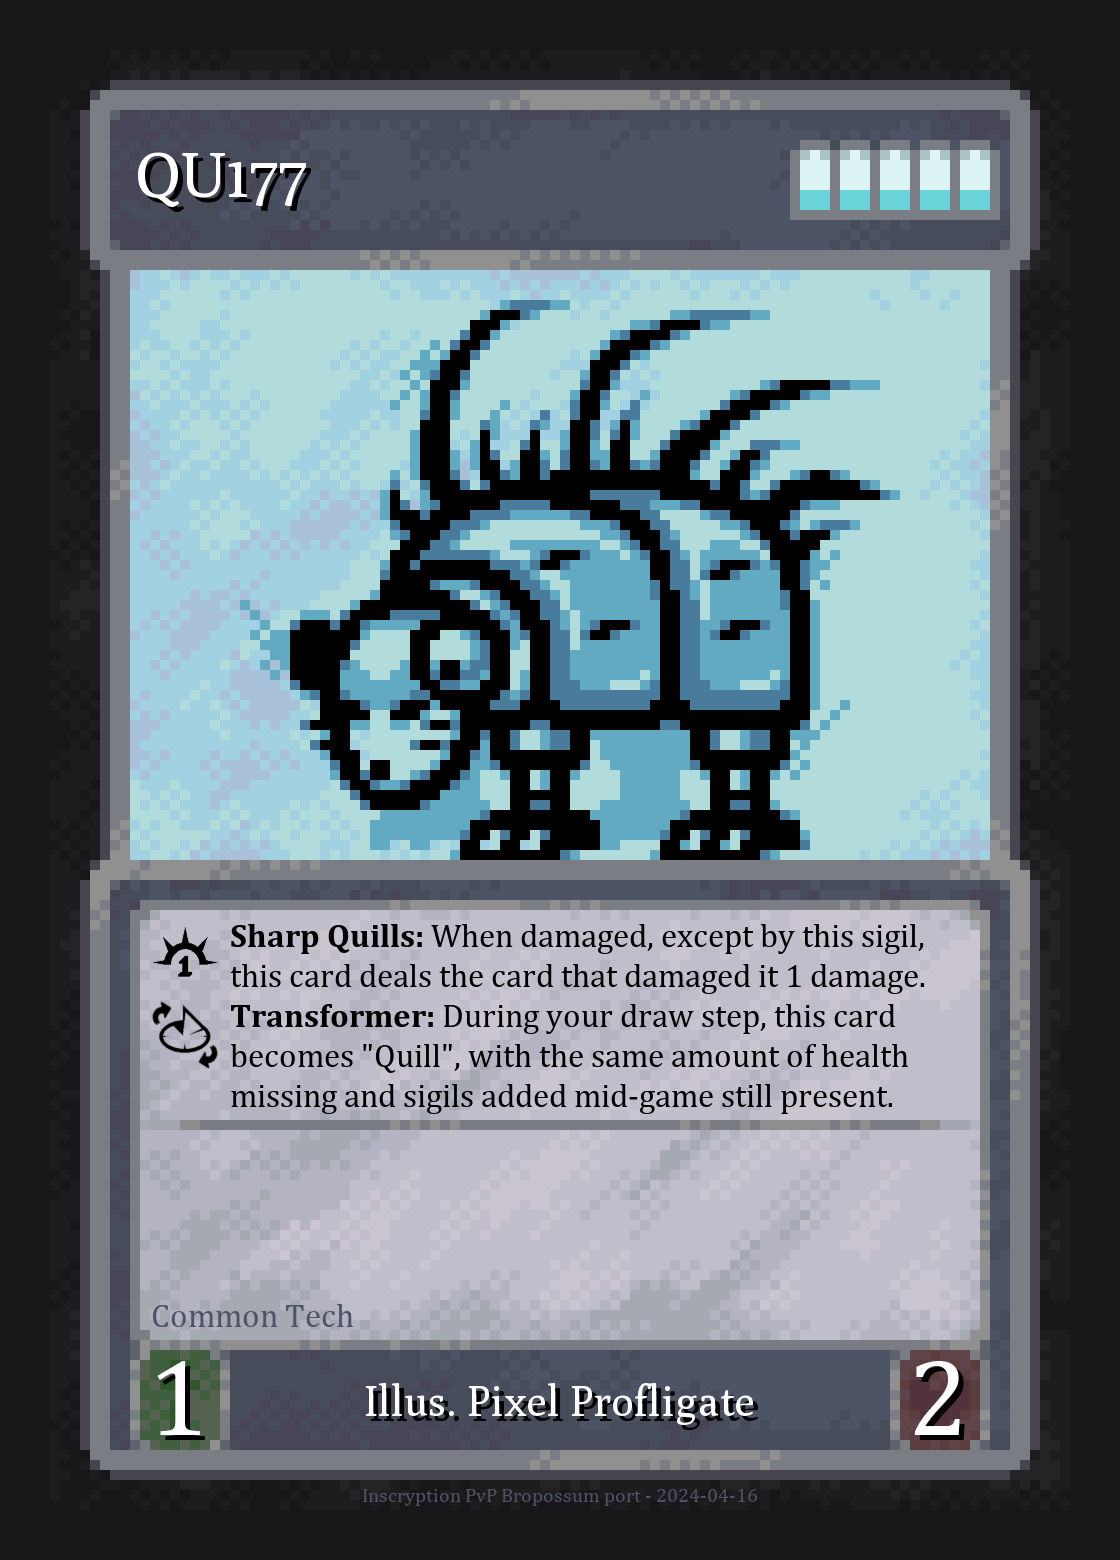 QU177
Sharp Quills: When damaged, except by this sigil,
this card deals the card that damaged it 1 damage.
1
Transformer: During your draw step, this card
becomes "Quill", with the same amount of health
missing and sigils added mid-game still present.
Common Tech
1
Illus. Pixel Profligate
2
Inscryption PvP Bropossum port - 2024-04-16